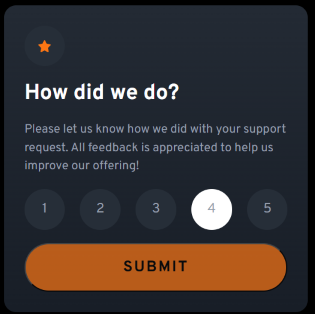 How did we do?
Please let us know how we did with your support
request. All feedback is appreciated to help us
improve our offering!
1 2 3 4 5
SUBMIT